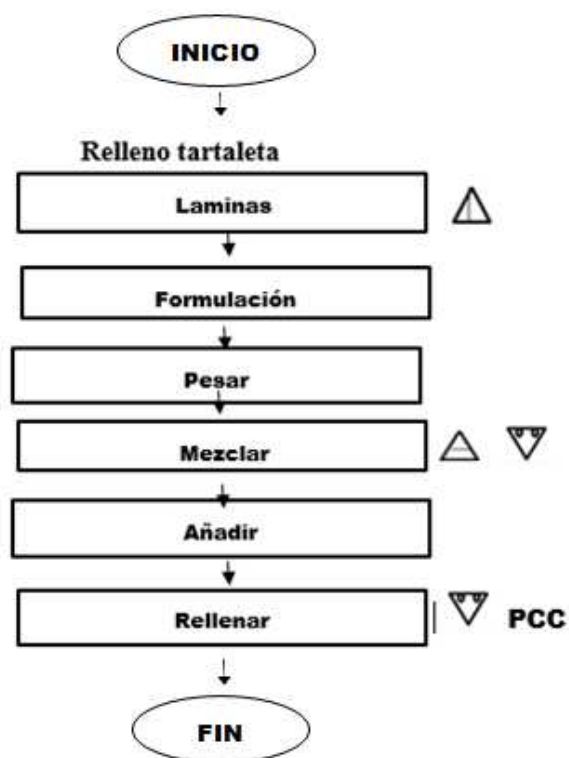 INICIO
Relleno tartaleta
Laminas
Formulación
Pesar
Mezclar
Añadir
Rellenar
PCC
FIN